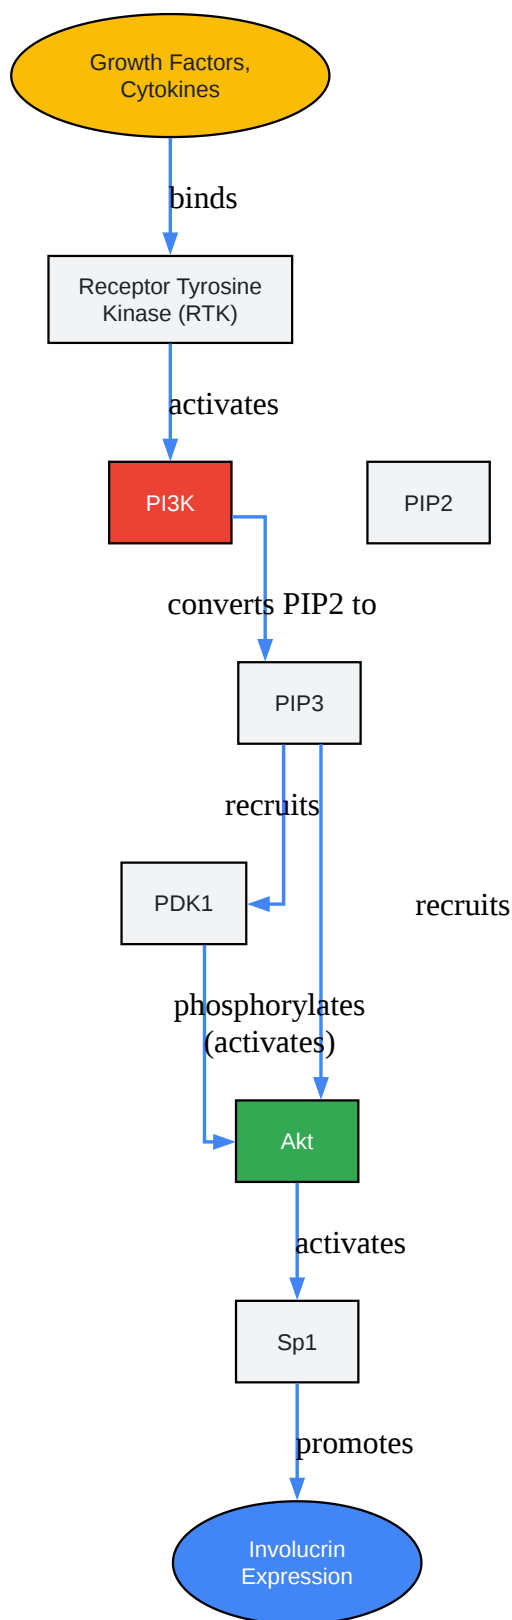 Growth Factors,
Cytokines
binds
Receptor Tyrosine
Kinase (RTK)
activates
PI3K
PIP2
converts PIP2 to
PIP3
recruits
PDK1
recruits
phosphorylates
(activates)
Akt
activates
Sp1
promotes
Involucrin
Expression